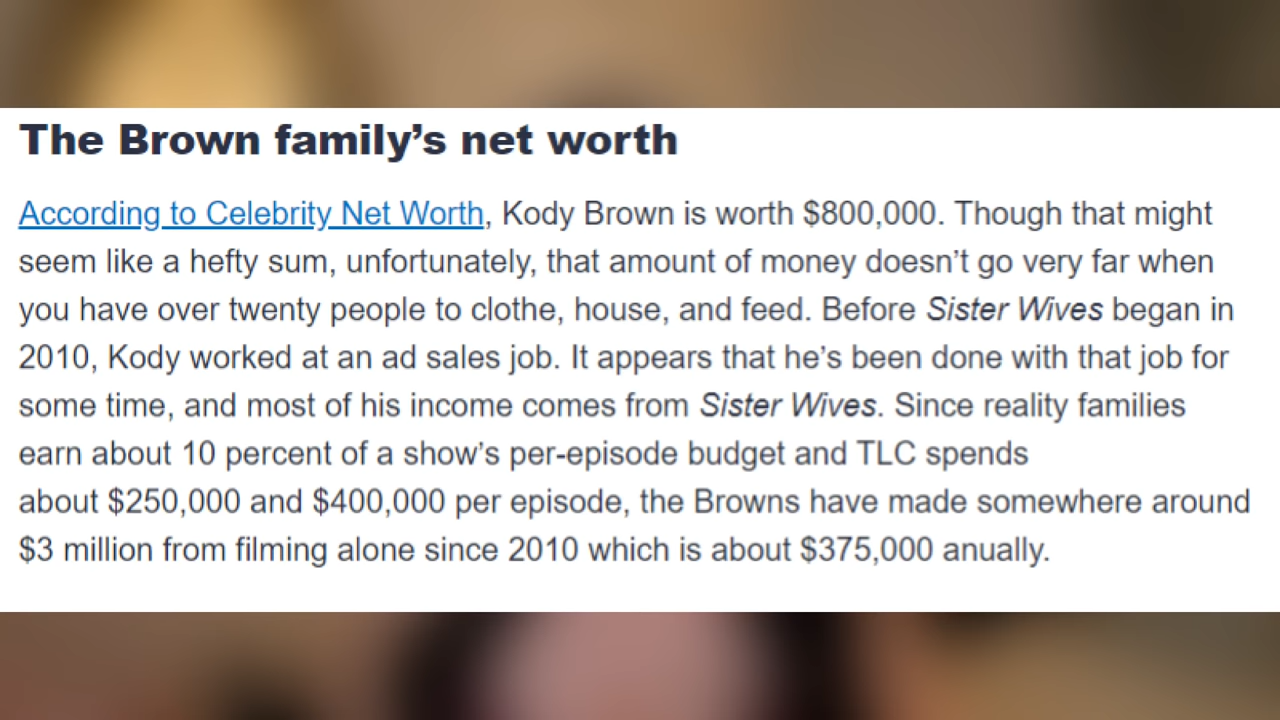 The Brown family’s net worth
According to Celebrity Net Worth, Kody Brown is worth $800,000. Though that might
seem like a hefty sum, unfortunately, that amount of money doesn’t go very far when
you have over twenty people to clothe, house, and feed. Before Sister Wives began in
2010, Kody worked at an ad sales job. It appears that he’s been done with that job for
some time, and most of his income comes from Sister Wives. Since reality families
earn about 10 percent of a show’s per-episode budget and TLC spends
about $250,000 and $400,000 per episode, the Browns have made somewhere around
$3 million from filming alone since 2010 which is about $375,000 anually.